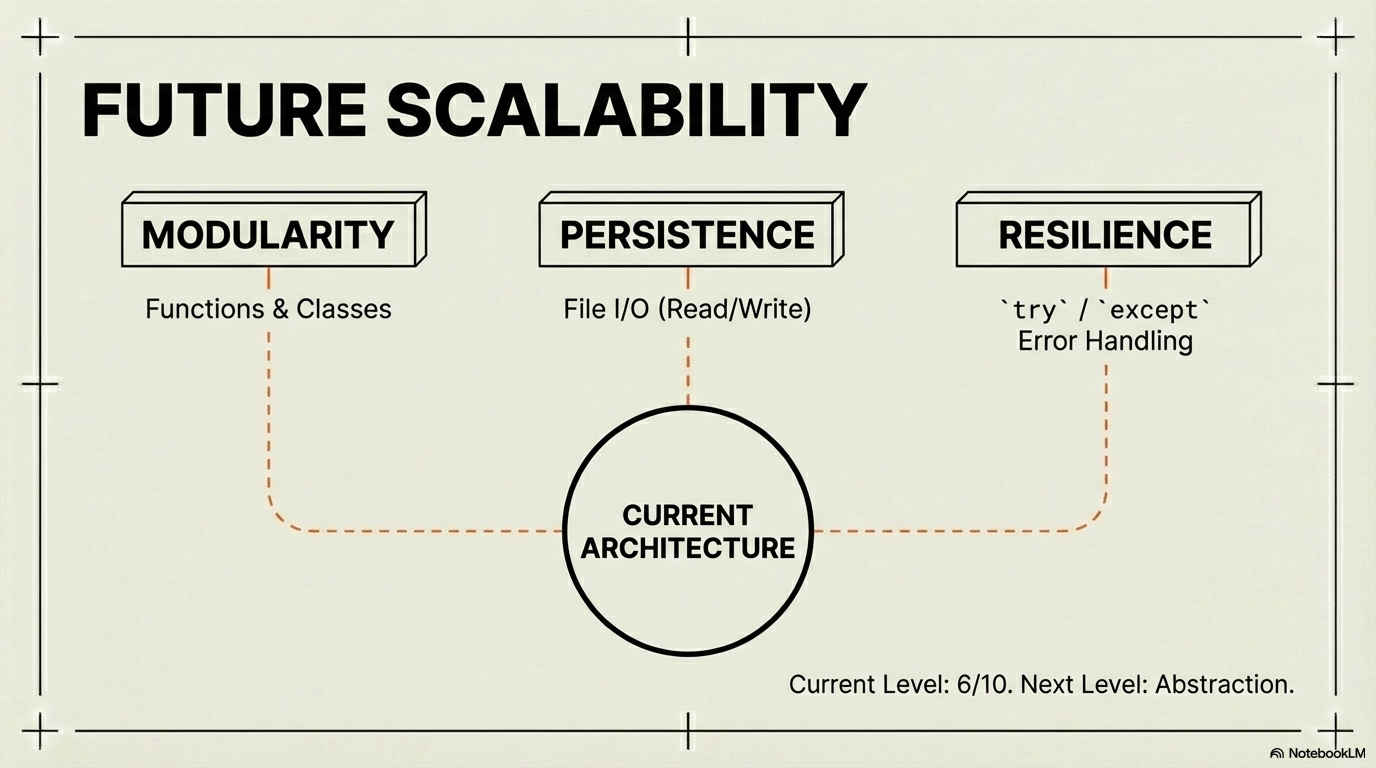 FUTURE SCALABILITY
MODULARITY
Functions & Classes
PERSISTENCE
File I/O (Read/Write)
RESILIENCE
`try` / `except`
Error Handling
CURRENT
ARCHITECTURE
Current Level: 6/10. Next Level: Abstraction.
NotebookLM